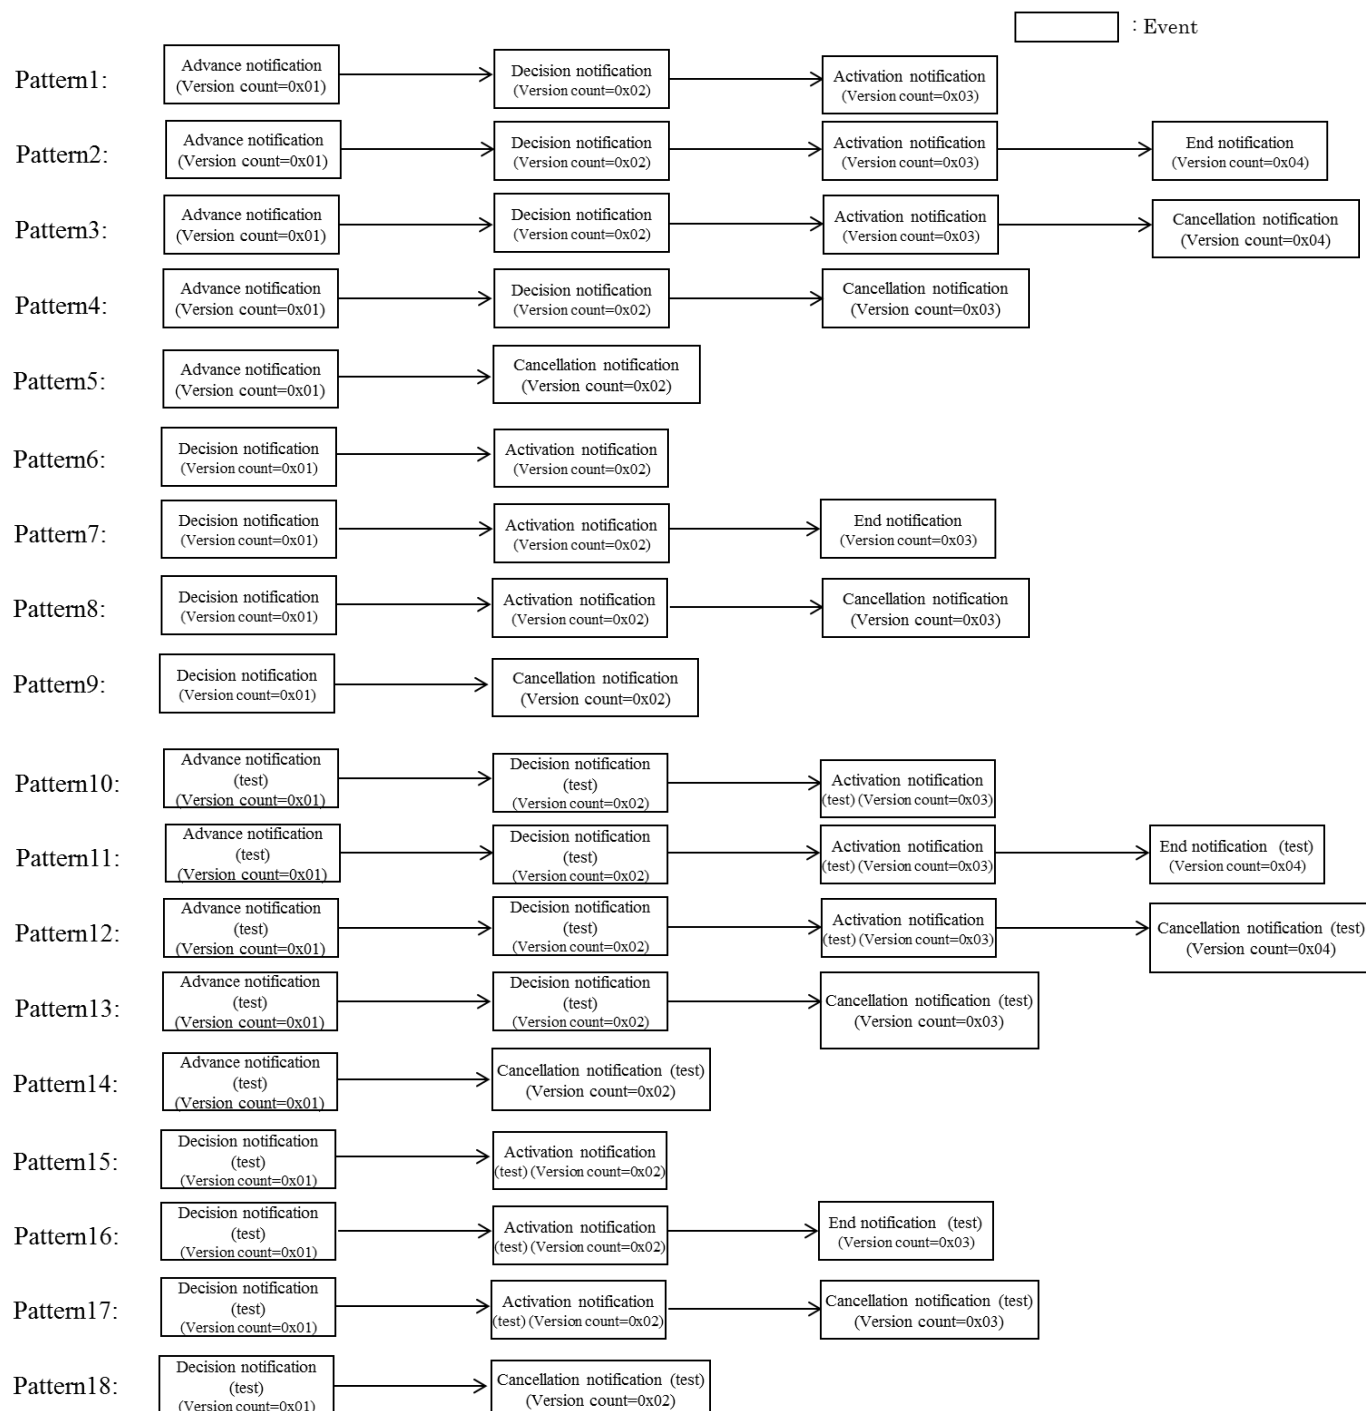 : Event
Pattern1:
Advance notification
(Version count=0x01)
Decision notification
(Version count=0x02)
Activation notification
(Version count=0x03)
Pattern2:
Advance notification
(Version count=0x01)
Decision notification
(Version count=0x02)
Activation notification
(Version count=0x03)
End notification
(Version count=0x04)
Pattern3:
Advance notification
(Version count=0x01)
Decision notification
(Version count=0x02)
Activation notification
(Version count=0x03)
Cancellation notification
(Version count=0x04)
Pattern4:
Advance notification
(Version count=0x01)
Decision notification
(Version count=0x02)
Cancellation notification
(Version count=0x03)
Pattern5:
Advance notification
(Version count=0x01)
Cancellation notification
(Version count=0x02)
Pattern6:
Decision notification
(Version count=0x01)
Activation notification
(Version count=0x02)
Pattern7:
Decision notification
(Version count=0x01)
Activation notification
(Version count=0x02)
End notification
(Version count=0x03)
Pattern8:
Decision notification
(Version count=0x01)
Activation notification
(Version count=0x02)
Cancellation notification
(Version count=0x03)
Pattern9:
Decision notification
(Version count=0x01)
Cancellation notification
(Version count=0x02)
Pattern10:
Advance notification
(test)
(Version count=0x01)
Decision notification
(test)
(Version count=0x02)
Activation notification
(test) (Version count=0x03)
Pattern11:
Advance notification
(test)
(Version count=0x01)
Decision notification
(test)
(Version count=0x02)
Activation notification
(test) (Version count=0x03)
End notification (test)
(Version count=0x04)
Pattern12:
Advance notification
(test)
(Version count=0x01)
Decision notification
(test)
(Version count=0x02)
Activation notification
(test) (Version count=0x03)
Cancellation notification (test)
(Version count=0x04)
Pattern13:
Advance notification
(test)
(Version count=0x01)
Decision notification
(test)
(Version count=0x02)
Cancellation notification (test)
(Version count=0x03)
Pattern14:
Advance notification
(test)
(Version count=0x01)
Cancellation notification (test)
(Version count=0x02)
Pattern15:
Decision notification
(test)
(Version count=0x01)
Activation notification
(test) (Version count=0x02)
Pattern16:
Decision notification
(test)
(Version count=0x01)
Activation notification
(test) (Version count=0x02)
End notification (test)
(Version count=0x03)
Pattern17:
Decision notification
(test)
(Version count=0x01)
Activation notification
(test) (Version count=0x02)
Cancellation notification (test)
(Version count=0x03)
Pattern18:
Decision notification
(test)
(Version count=0x01)
Cancellation notification (test)
(Version count=0x02)